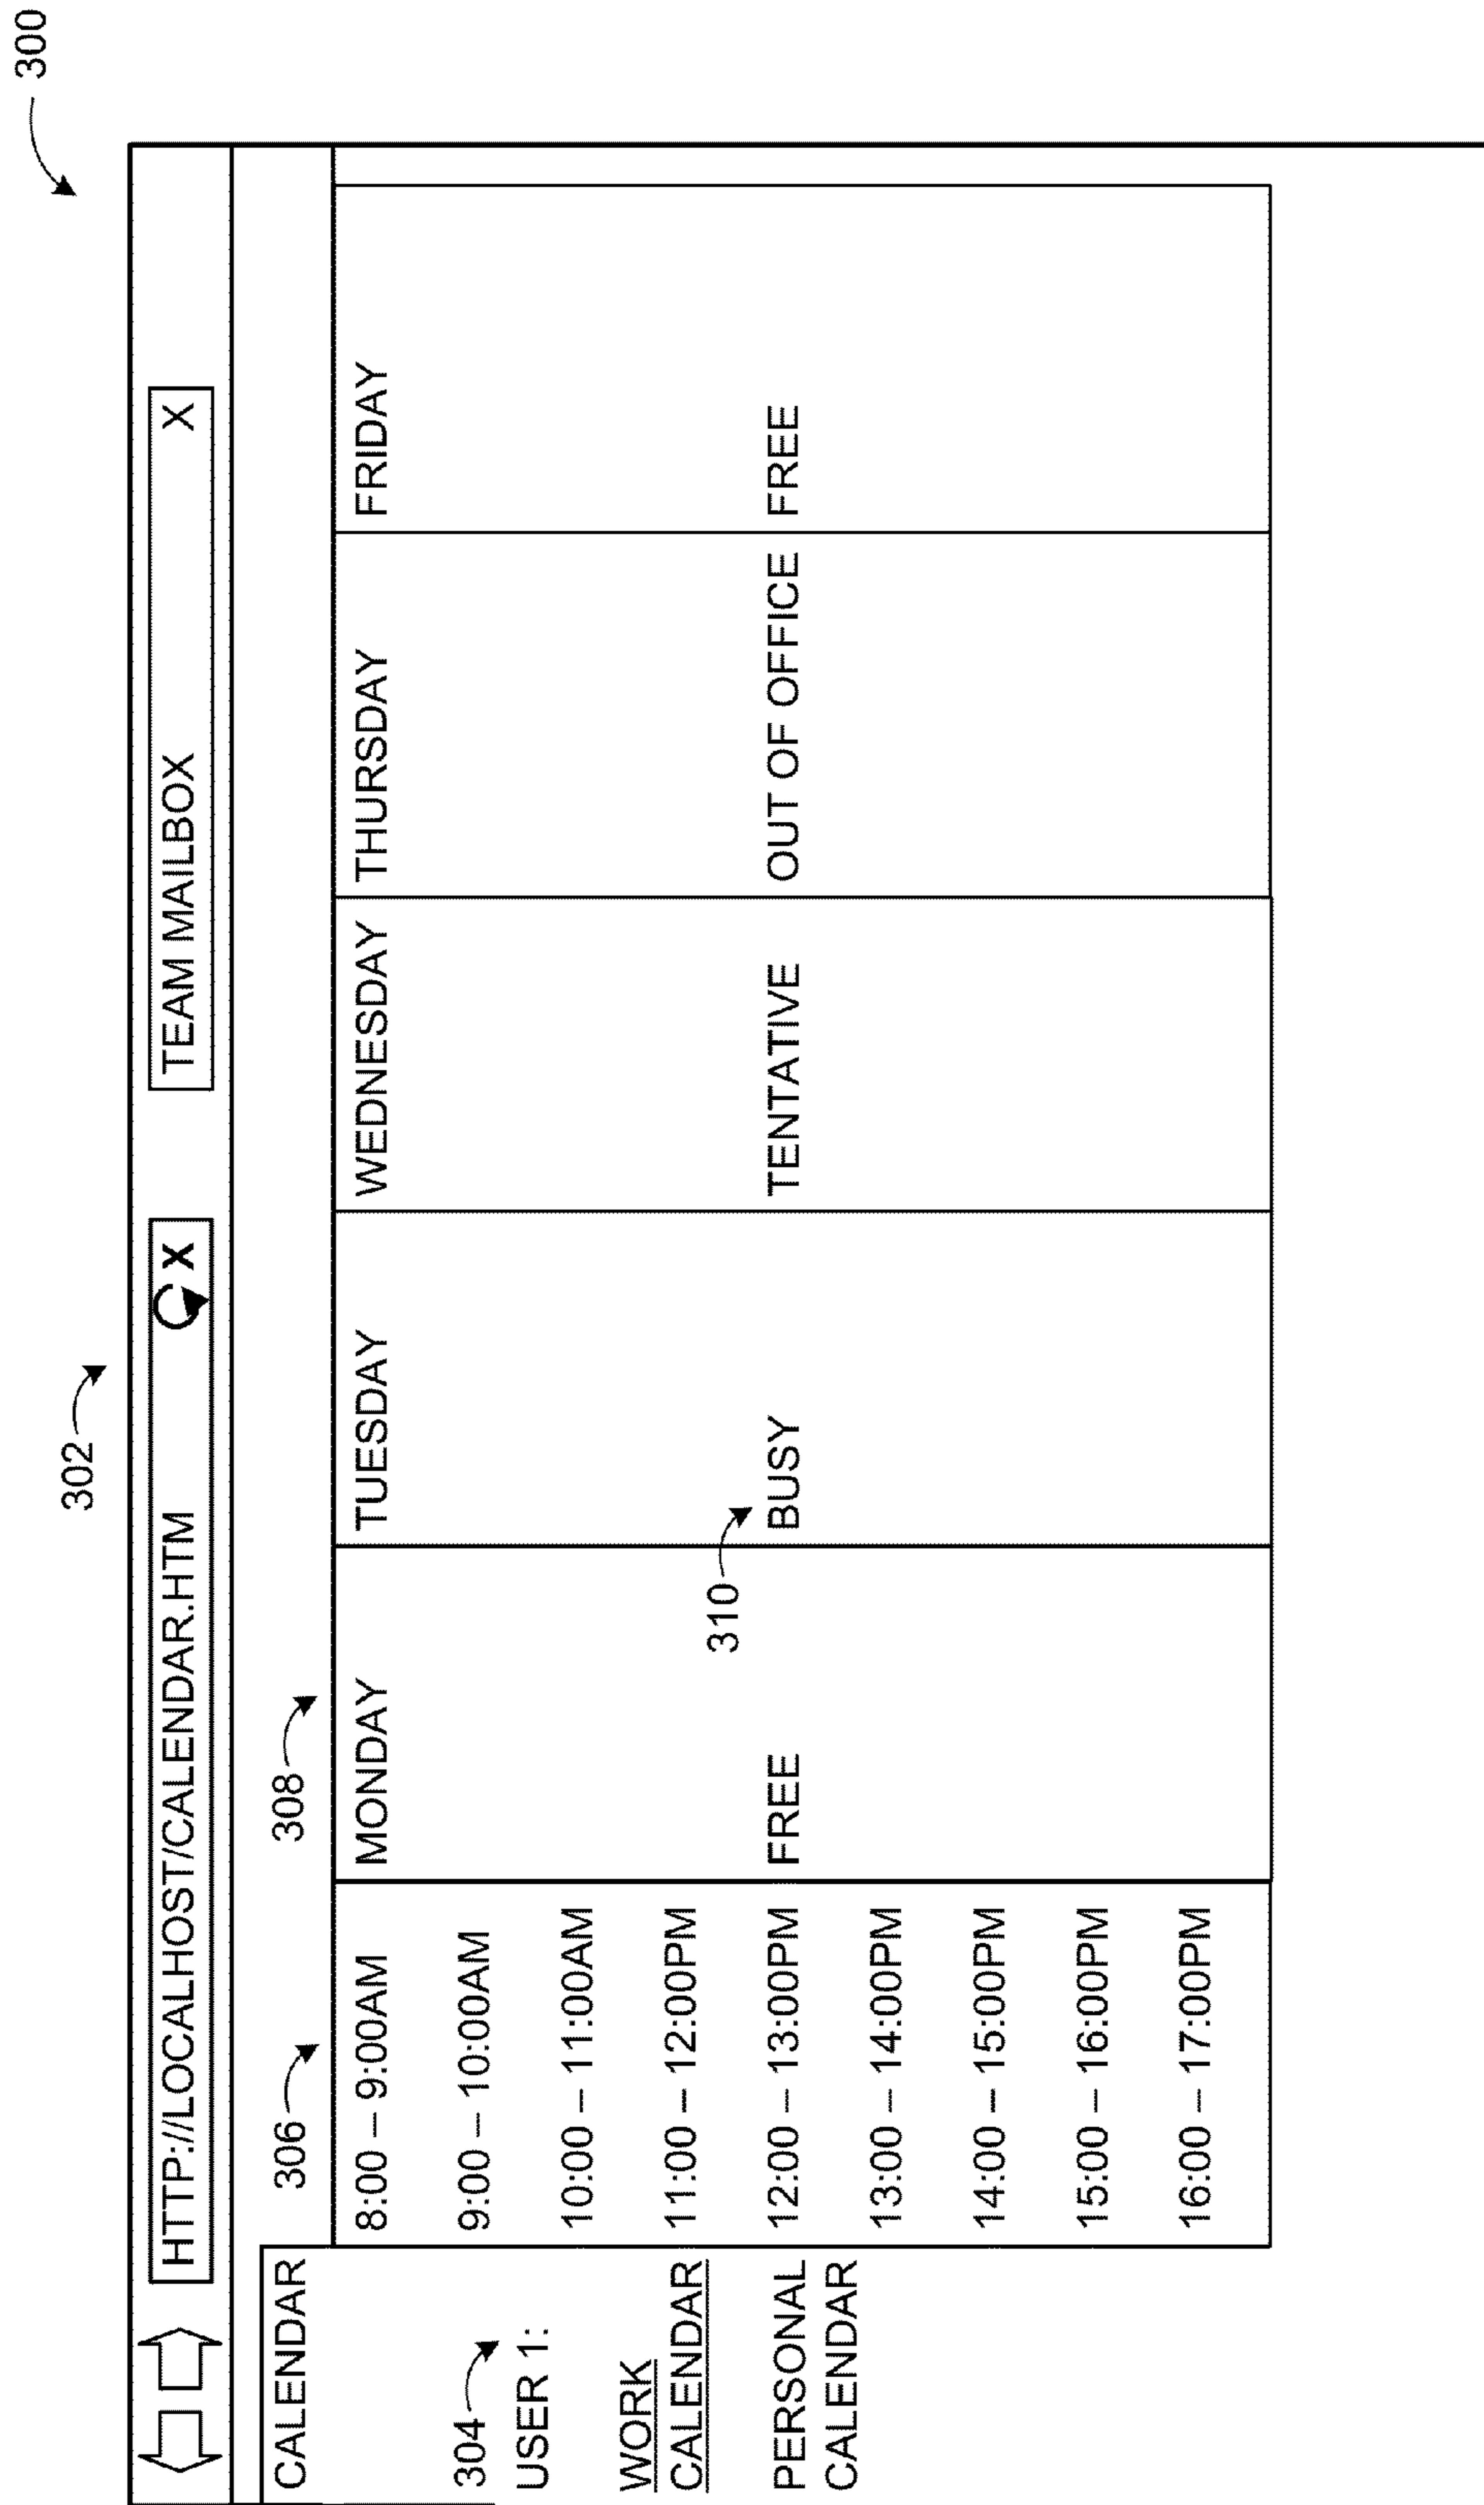 300
302
HTTP://LOCALHOST/CALENDAR.HTM X TEAM MAILBOX X
CALENDAR 306 308
8:00 – 9:00AM MONDAY TUESDAY WEDNESDAY THURSDAY FRIDAY
304
9:00 – 10:00AM
USER 1:
10:00 – 11:00AM
WORK
CALENDAR
11:00 – 12:00PM
310
PERSONAL
CALENDAR
12:00 – 13:00PM FREE BUSY TENTATIVE OUT OF OFFICE FREE
13:00 – 14:00PM
14:00 – 15:00PM
15:00 – 16:00PM
16:00 – 17:00PM